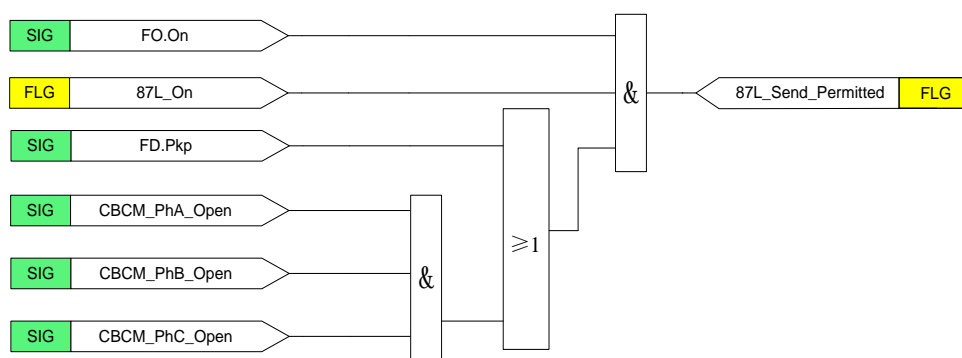 SIG FO.On
FLG 87L_On
& 87L_Send_Permitted FLG
SIG FD.Pkp
SIG CBCM_PhA_Open
≥1
SIG CBCM_PhB_Open
&
SIG CBCM_PhC_Open